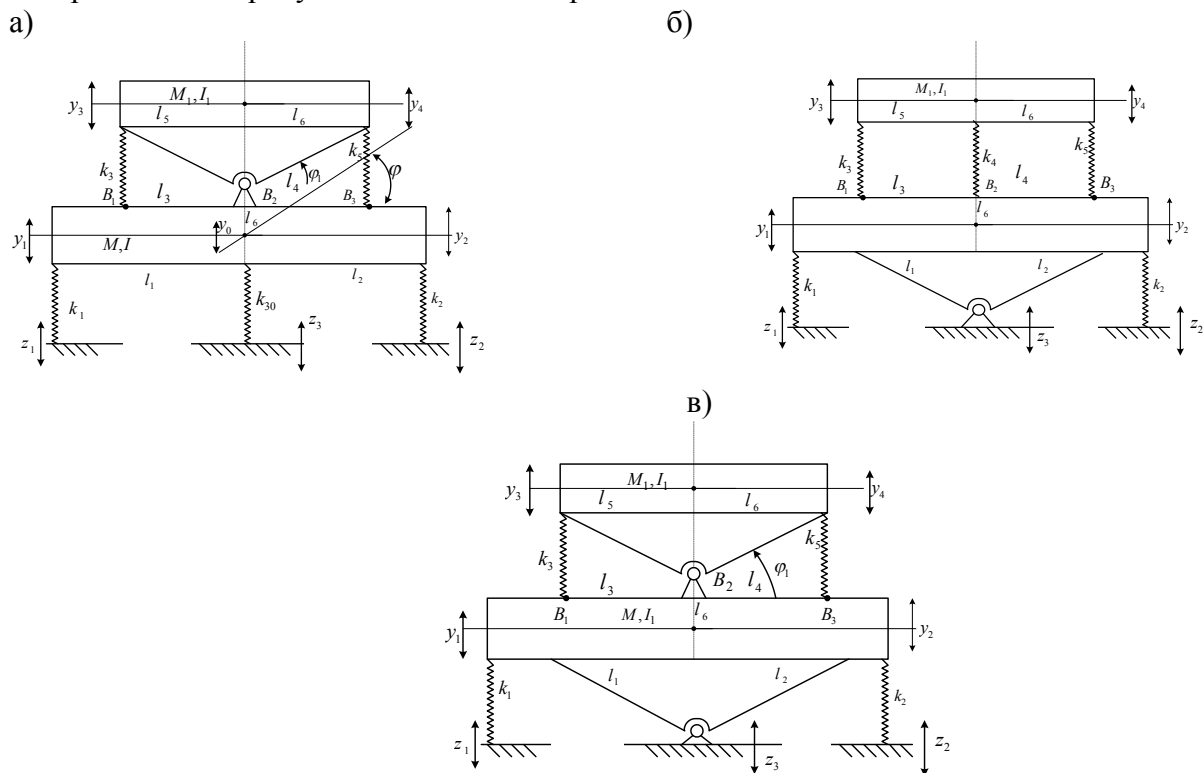 а)
б)
M₁, I₁
y₃
l₅
l₆
y₄
k₃
k₅
φ₁
φ
l₄
B₁
l₃
B₂
B₃
l₆
y₀
y₁
M, I
y₂
l₁
l₂
k₁
k₃₀
k₂
z₁
z₃
z₂
M₁, I₁
y₃
l₅
l₆
y₄
k₃
k₄
k₅
l₄
B₁
l₃
B₂
B₃
l₆
y₁
y₂
l₁
l₂
k₁
k₂
z₁
z₃
z₂
в)
M₁, I₁
y₃
l₅
l₆
y₄
k₃
k₅
l₃
B₂
l₄
φ₁
B₁
M, I₁
l₆
B₃
y₁
y₂
l₁
l₂
k₁
k₂
z₁
z₃
z₂